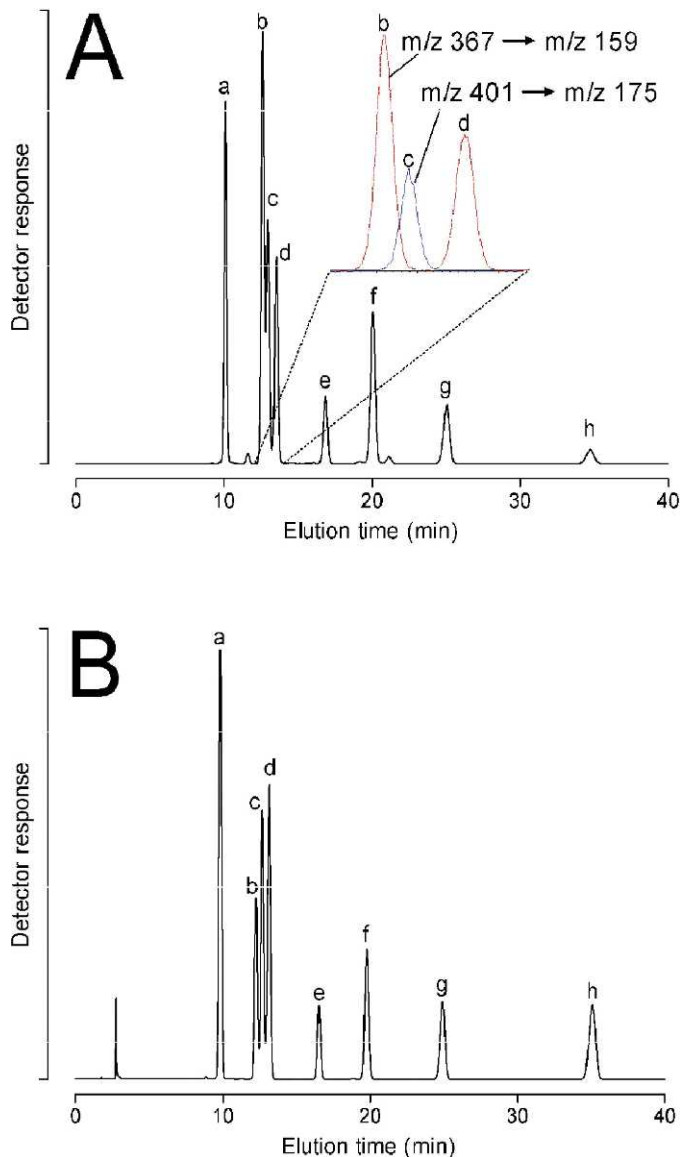 A
Detector response
a
b
c
d
b
m/z 367 → m/z 159
m/z 401 → m/z 175
c
d
e
f
g
h
0 10 20 30 40
Elution time (min)
B
Detector response
a
b
c
d
e
f
g
h
0 10 20 30 40
Elution time (min)